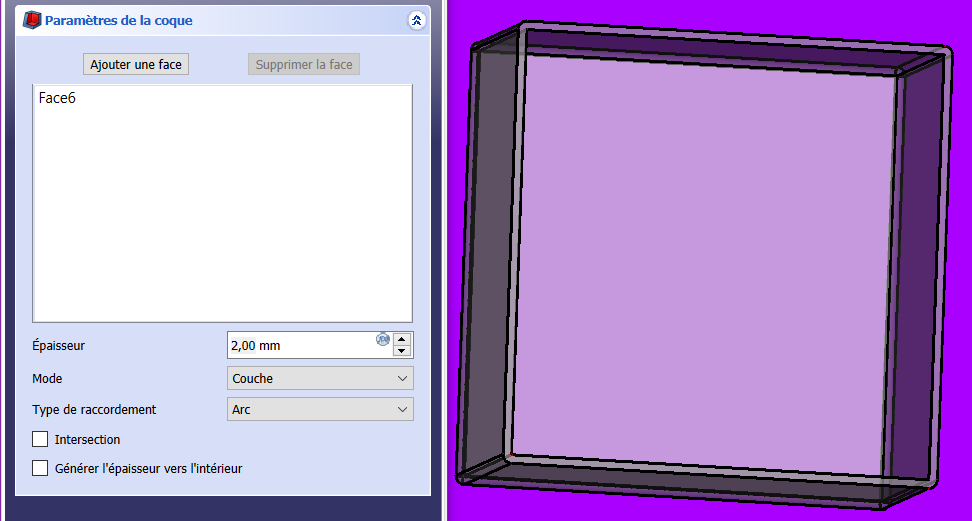 Paramètres de la coque
Ajouter une face
Supprimer la face
Face6
Épaisseur
2,00 mm
Mode
Couche
Type de raccordement
Arc
Intersection
Générer l'épaisseur vers l'intérieur